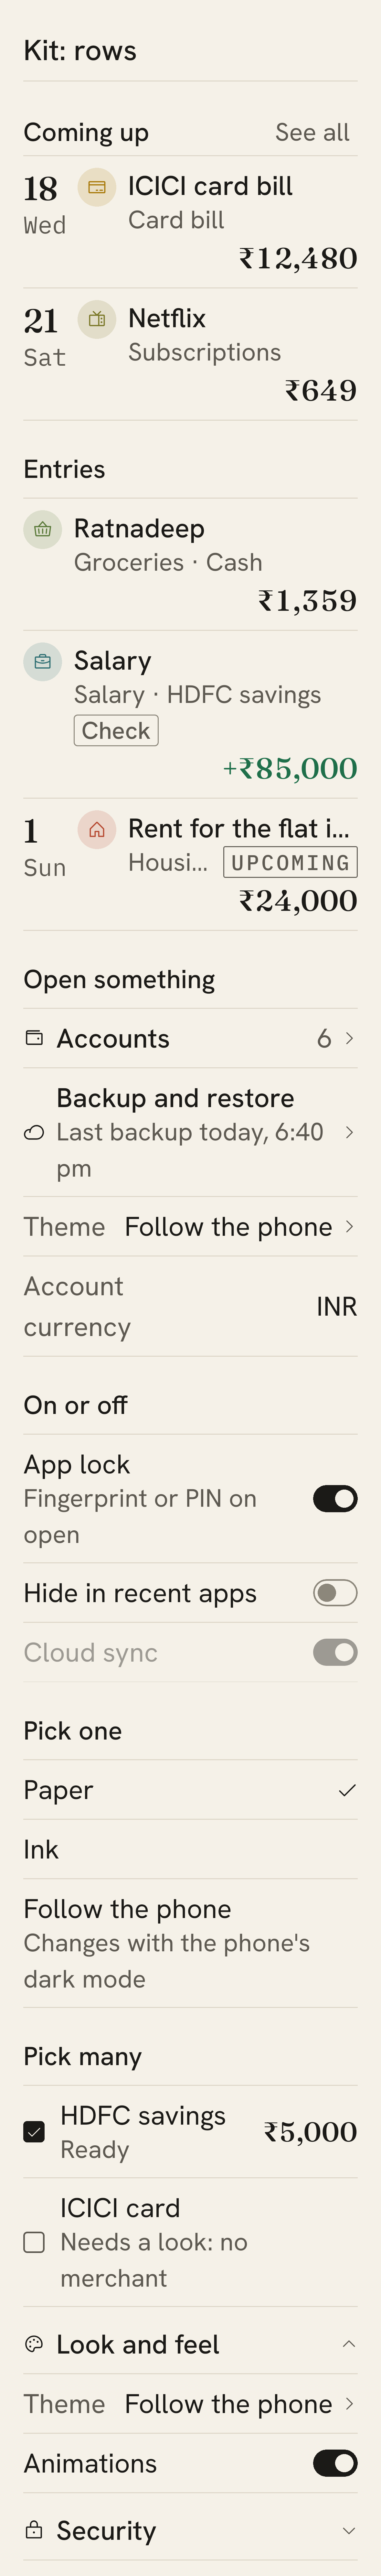 Kit: rows
Coming up See all
18 ICICI card bill
Wed Card bill
₹12,480
21 Netflix
Sat Subscriptions
₹649
Entries
Ratnadeep
Groceries · Cash
₹1,359
Salary
Salary · HDFC savings
Check
+₹85,000
1 Rent for the flat i…
Sun Housi… UPCOMING
₹24,000
Open something
Accounts 6
Backup and restore
Last backup today, 6:40
pm
Theme Follow the phone
Account
currency INR
On or off
App lock
Fingerprint or PIN on
open
Hide in recent apps
Cloud sync
Pick one
Paper
Ink
Follow the phone
Changes with the phone's
dark mode
Pick many
HDFC savings ₹5,000
Ready
ICICI card
Needs a look: no
merchant
Look and feel
Theme Follow the phone
Animations
Security